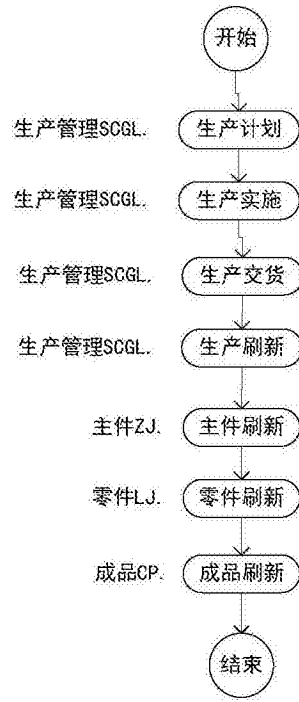 开始
生产管理SCGL. 生产计划
生产管理SCGL. 生产实施
生产管理SCGL. 生产交货
生产管理SCGL. 生产刷新
主件ZJ. 主件刷新
零件LJ. 零件刷新
成品CP. 成品刷新
结束